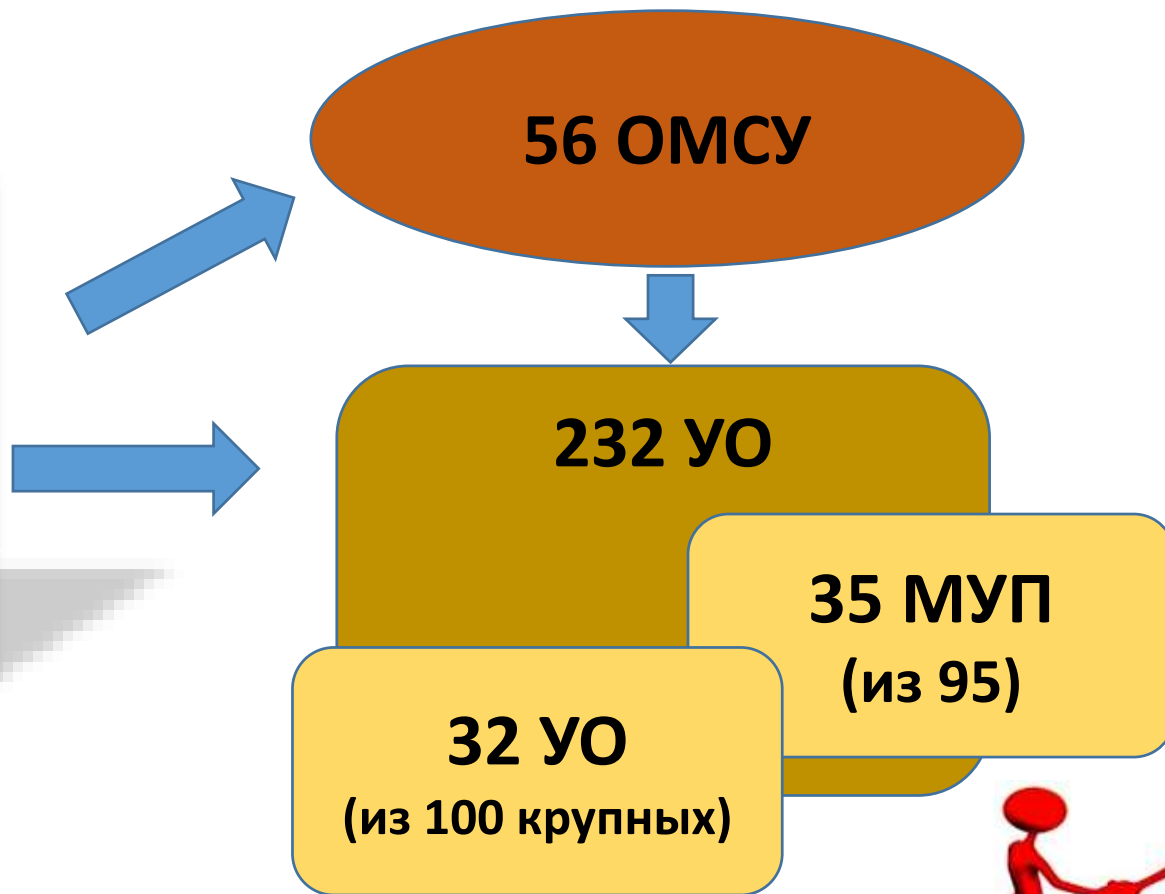 56 ОМСУ
232 УО
35 МУП
(из 95)
32 УО
(из 100 крупных)